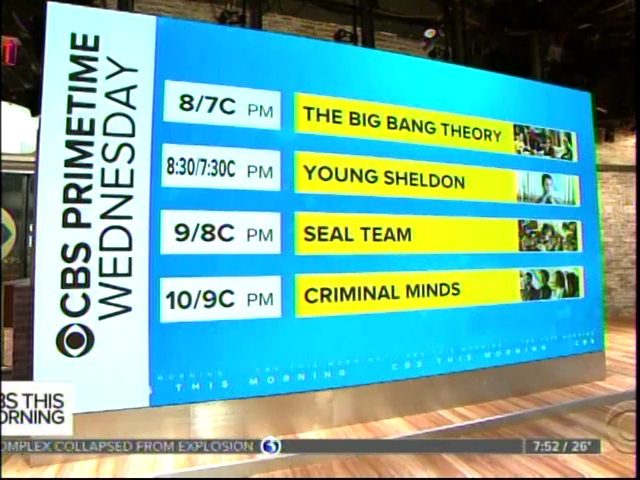 CBS PRIMETIME
WEDNESDAY
8/7C PM THE BIG BANG THEORY
8:30/7:30C PM YOUNG SHELDON
9/8C PM SEAL TEAM
10/9C PM CRIMINAL MINDS
THIS MORNING CBS THIS MORNING
BS THIS
ORNING
OMPLEX COLLAPSED FROM EXPLOSION 3 7:52 / 26°